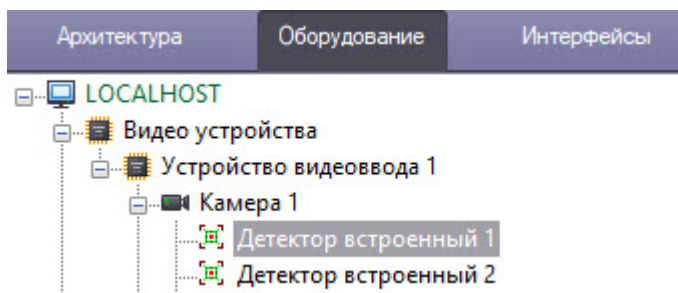 Архитектура Оборудование Интерфейсы
LOCALHOST
Видео устройства
Устройство видеоввода 1
Камера 1
Детектор встроенный 1
Детектор встроенный 2